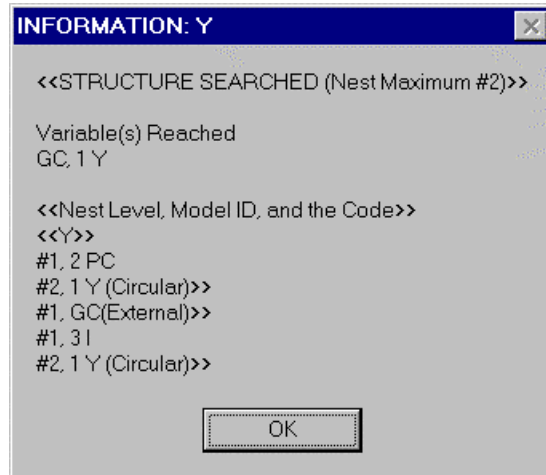 INFORMATION: Y
<<STRUCTURE SEARCHED (Nest Maximum #2)>>
Variable(s) Reached
GC, 1 Y
<<Nest Level, Model ID, and the Code>>
<<Y>>
#1, 2 PC
#2, 1 Y (Circular)>>
#1, GC(External)>>
#1, 3 I
#2, 1 Y (Circular)>>
OK